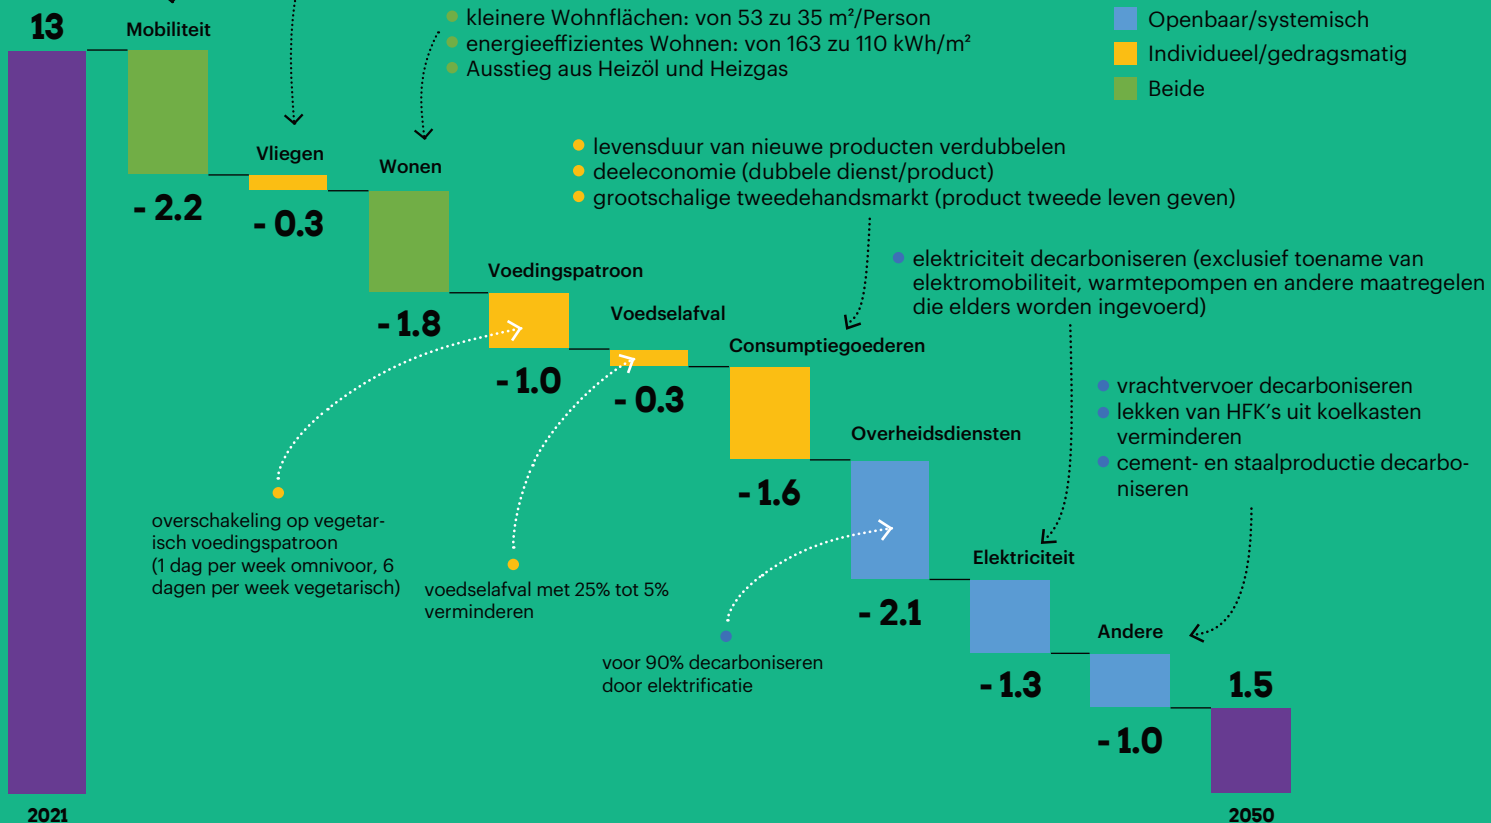 13
Mobiliteit
- 2.2
Vliegen
- 0.3
kleinere Wohnflächen: von 53 zu 35 m²/Person
energieeffizientes Wohnen: von 163 zu 110 kWh/m²
Ausstieg aus Heizöl und Heizgas
Wonen
- 1.8
Openbaar/systemisch
Individueel/gedragsmatig
Beide
levensduur van nieuwe producten verdubbelen
deeleconomie (dubbele dienst/product)
grootschalige tweedehandsmarkt (product tweede leven geven)
elektriciteit decarboniseren (exclusief toename van
elektromobiliteit, warmtepompen en andere maatregelen
die elders worden ingevoerd)
Voedingspatroon
- 1.0
Voedselafval
- 0.3
Consumptiegoederen
- 1.6
vrachtvervoer decarboniseren
lekken van HFK's uit koelkasten
verminderen
cement- en staalproductie decarbo-
niseren
Overheidsdiensten
- 2.1
overschakeling op vegetar-
isch voedingspatroon
(1 dag per week omnivoor, 6
dagen per week vegetarisch)
voedselafval met 25% tot 5%
verminderen
voor 90% decarboniseren
door elektrificatie
Elektriciteit
- 1.3
Andere
- 1.0
1.5
2021
2050